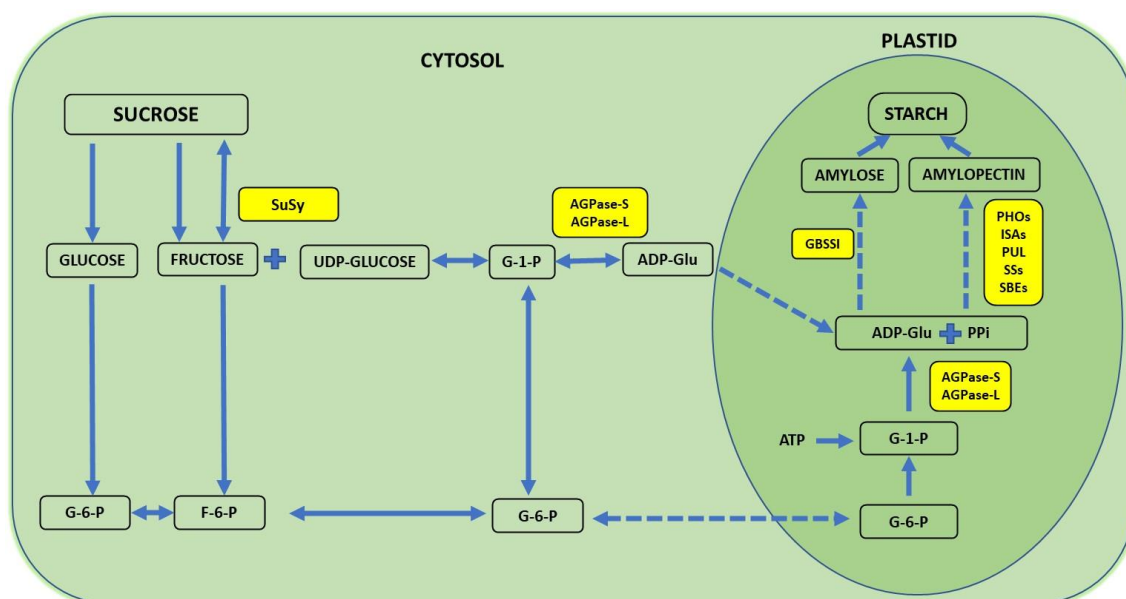 PLASTID
CYTOSOL
SUCROSE
STARCH
AMYLOSE
AMYLOPECTIN
SuSy
AGPase-S
AGPase-L
GBSSI
PHOs
ISAs
PUL
SSs
SBEs
GLUCOSE
FRUCTOSE
UDP-GLUCOSE
G-1-P
ADP-Glu
ADP-Glu PPi
AGPase-S
AGPase-L
ATP
G-1-P
G-6-P
F-6-P
G-6-P
G-6-P